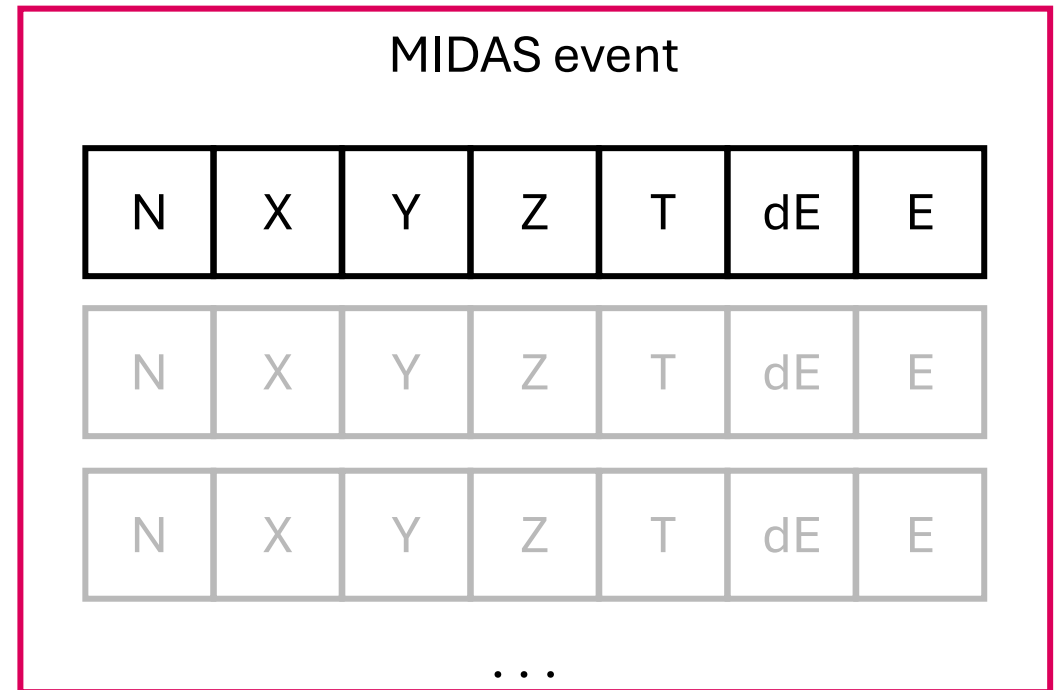 MIDAS event
N X Y Z T dE E
N X Y Z T dE E
N X Y Z T dE E
. . .